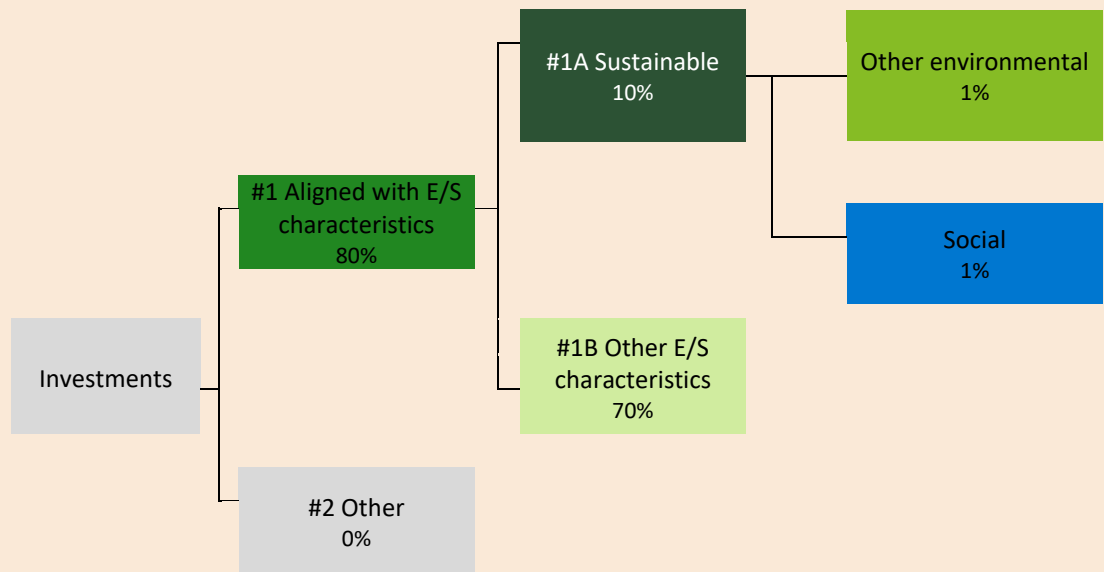 Investments
#1 Aligned with E/S
characteristics
80%
#2 Other
0%
#1A Sustainable
10%
#1B Other E/S
characteristics
70%
Other environmental
1%
Social
1%